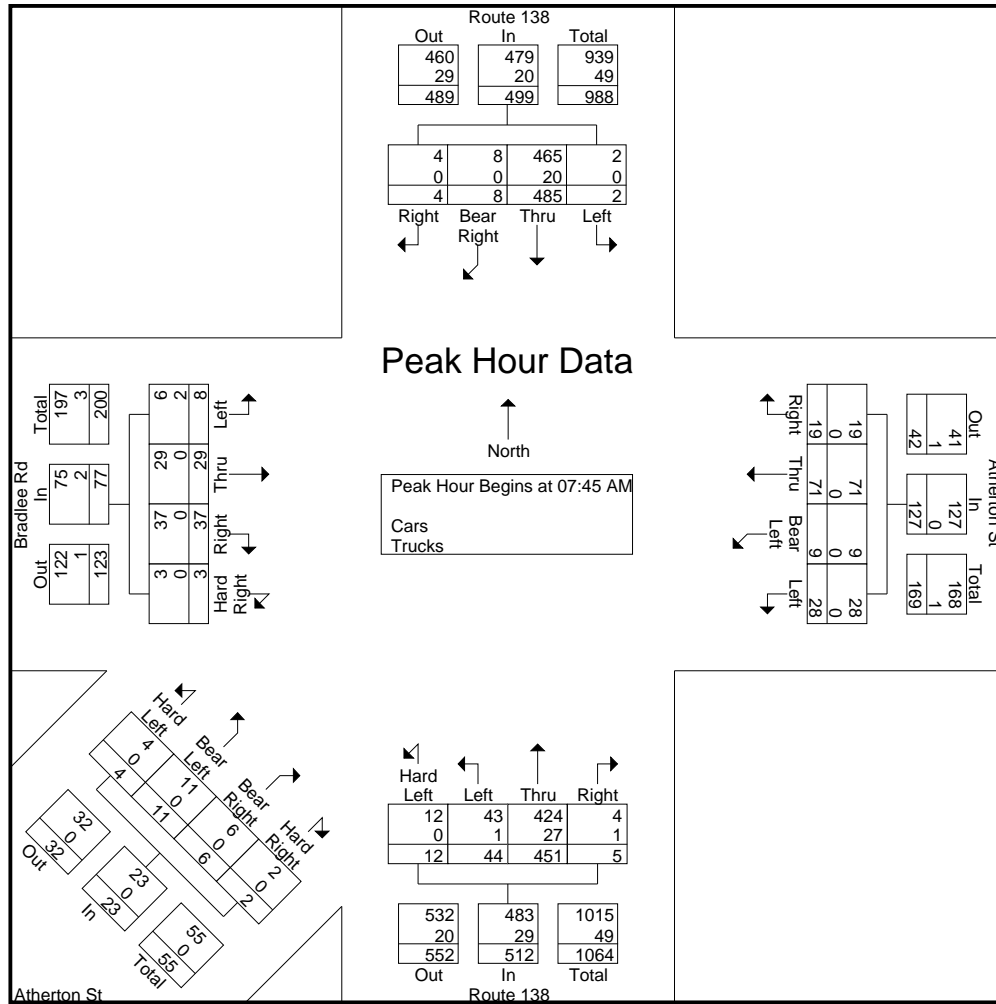 Route 138
Out In Total
460 479 939
29 20 49
489 499 988
4 8 465 2
0 0 20 0
4 8 485 2
Right Bear Right Thru Left
Peak Hour Data
North
Peak Hour Begins at 07:45 AM
Cars
Trucks
Bradlee Rd
Total In Out
197 75 122
3 2 1
200 77 123
6 29 37 3
2 0 0 0
8 29 37 3
Left Thru Right Hard Right
Atherton St
Out In Total
41 127 168
1 0 1
42 127 169
19 71 9 28
0 0 0 0
19 71 9 28
Right Thru Bear Left Left
Hard Left Bear Left Bear Right Hard Right
4 11 6 2
0 0 0 0
4 11 6 2
32 23 55
0 0 0
32 23 55
Out In Total
Atherton St
Hard Left Left Thru Right
12 43 424 4
0 1 27 1
12 44 451 5
532 483 1015
20 29 49
552 512 1064
Out In Total
Route 138